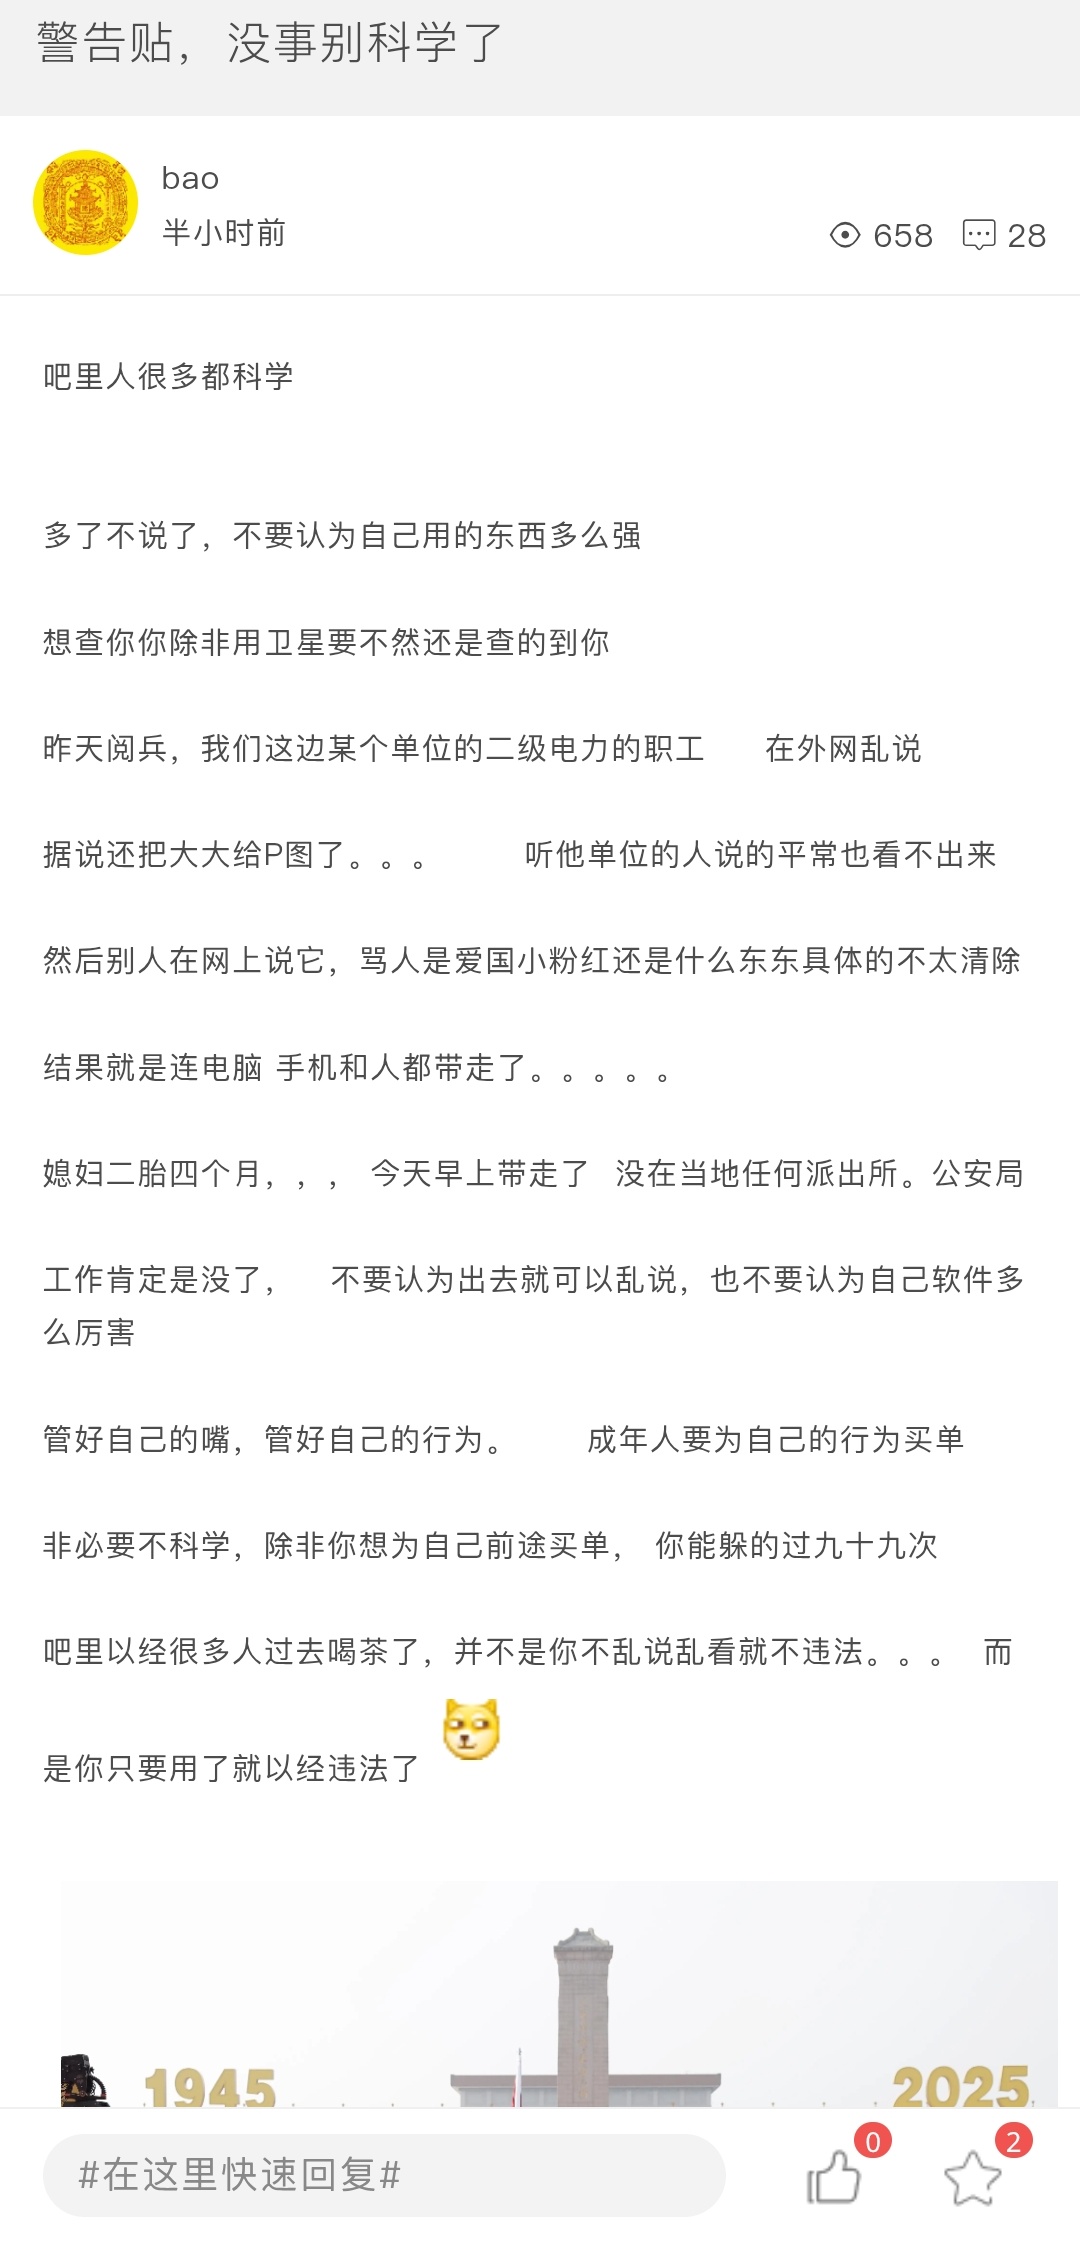 警告贴，没事别科学了
bao
半小时前
658
28
吧里人很多都科学
多了不说了，不要认为自己用的东西多么强
想查你你除非用卫星要不然还是查的到你
昨天阅兵，我们这边某个单位的二级电力的职工 在外网乱说
据说还把大大给P图了。。。 听他单位的人说的平常也看不出来
然后别人在网上说它，骂人是爱国小粉红还是什么东东具体的不太清除
结果就是连电脑 手机和人都带走了。。。。。
媳妇二胎四个月，，， 今天早上带走了 没在当地任何派出所。公安局
工作肯定是没了， 不要认为出去就可以乱说，也不要认为自己软件多
么厉害
管好自己的嘴，管好自己的行为。 成年人要为自己的行为买单
非必要不科学，除非你想为自己前途买单， 你能躲的过九十九次
吧里以经很多人过去喝茶了，并不是你不乱说乱看就不违法。。。 而
是你只要用了就以经违法了
1945
2025
#在这里快速回复#
0
2